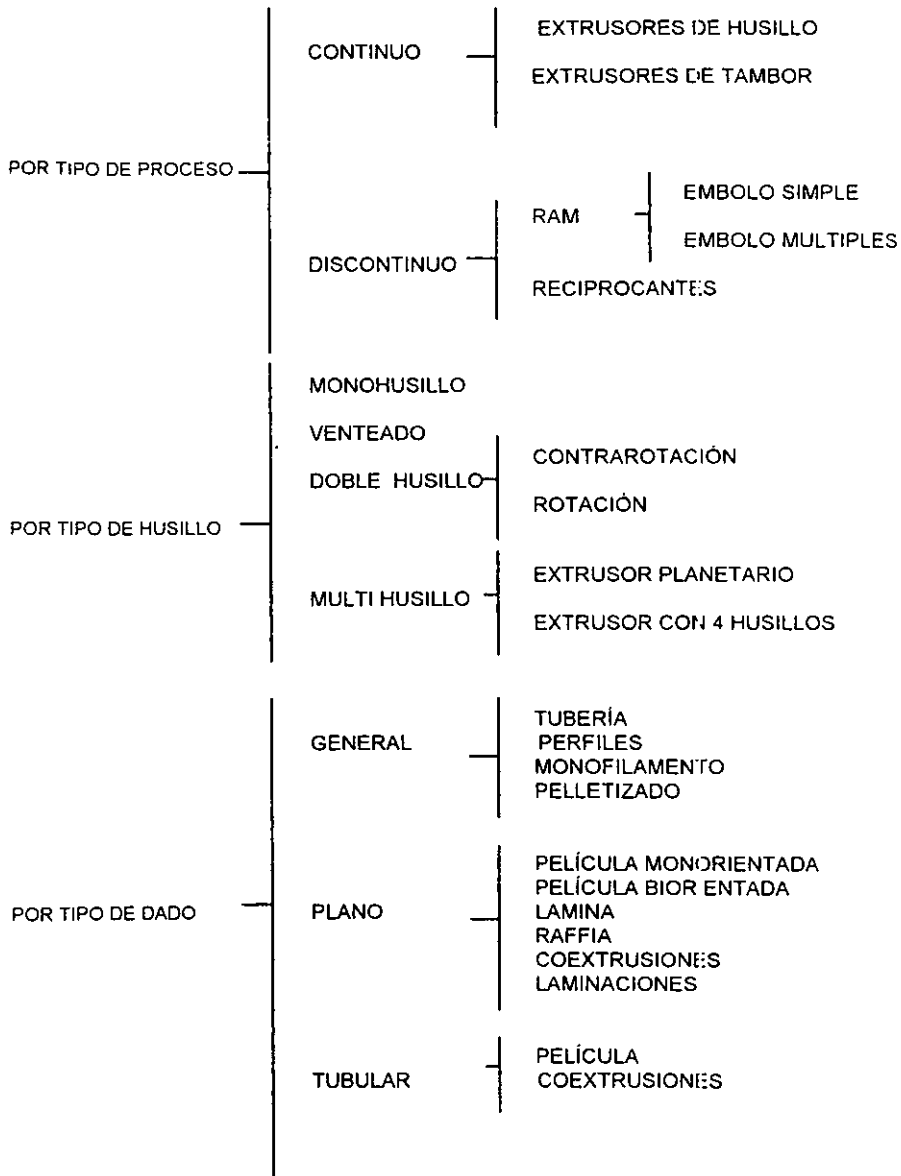 CONTINUO
EXTRUSORES DE HUSILLO
EXTRUSORES DE TAMBOR
POR TIPO DE PROCESO
DISCONTINUO
RAM
EMBOLO SIMPLE
EMBOLO MULTIPLES
RECIPROCANTES
POR TIPO DE HUSILLO
MONOHUSILLO
VENTEADO
DOBLE HUSILLO
CONTRAROTACIÓN
ROTACIÓN
MULTI HUSILLO
EXTRUSOR PLANETARIO
EXTRUSOR CON 4 HUSILLOS
POR TIPO DE DADO
GENERAL
TUBERÍA
PERFILES
MONOFILAMENTO
PELLETIZADO
PLANO
PELÍCULA MONORIENTADA
PELÍCULA BIOR ENTADA
LAMINA
RAFFIA
COEXTRUSIONES
LAMINACIONES
TUBULAR
PELÍCULA
COEXTRUSIONES